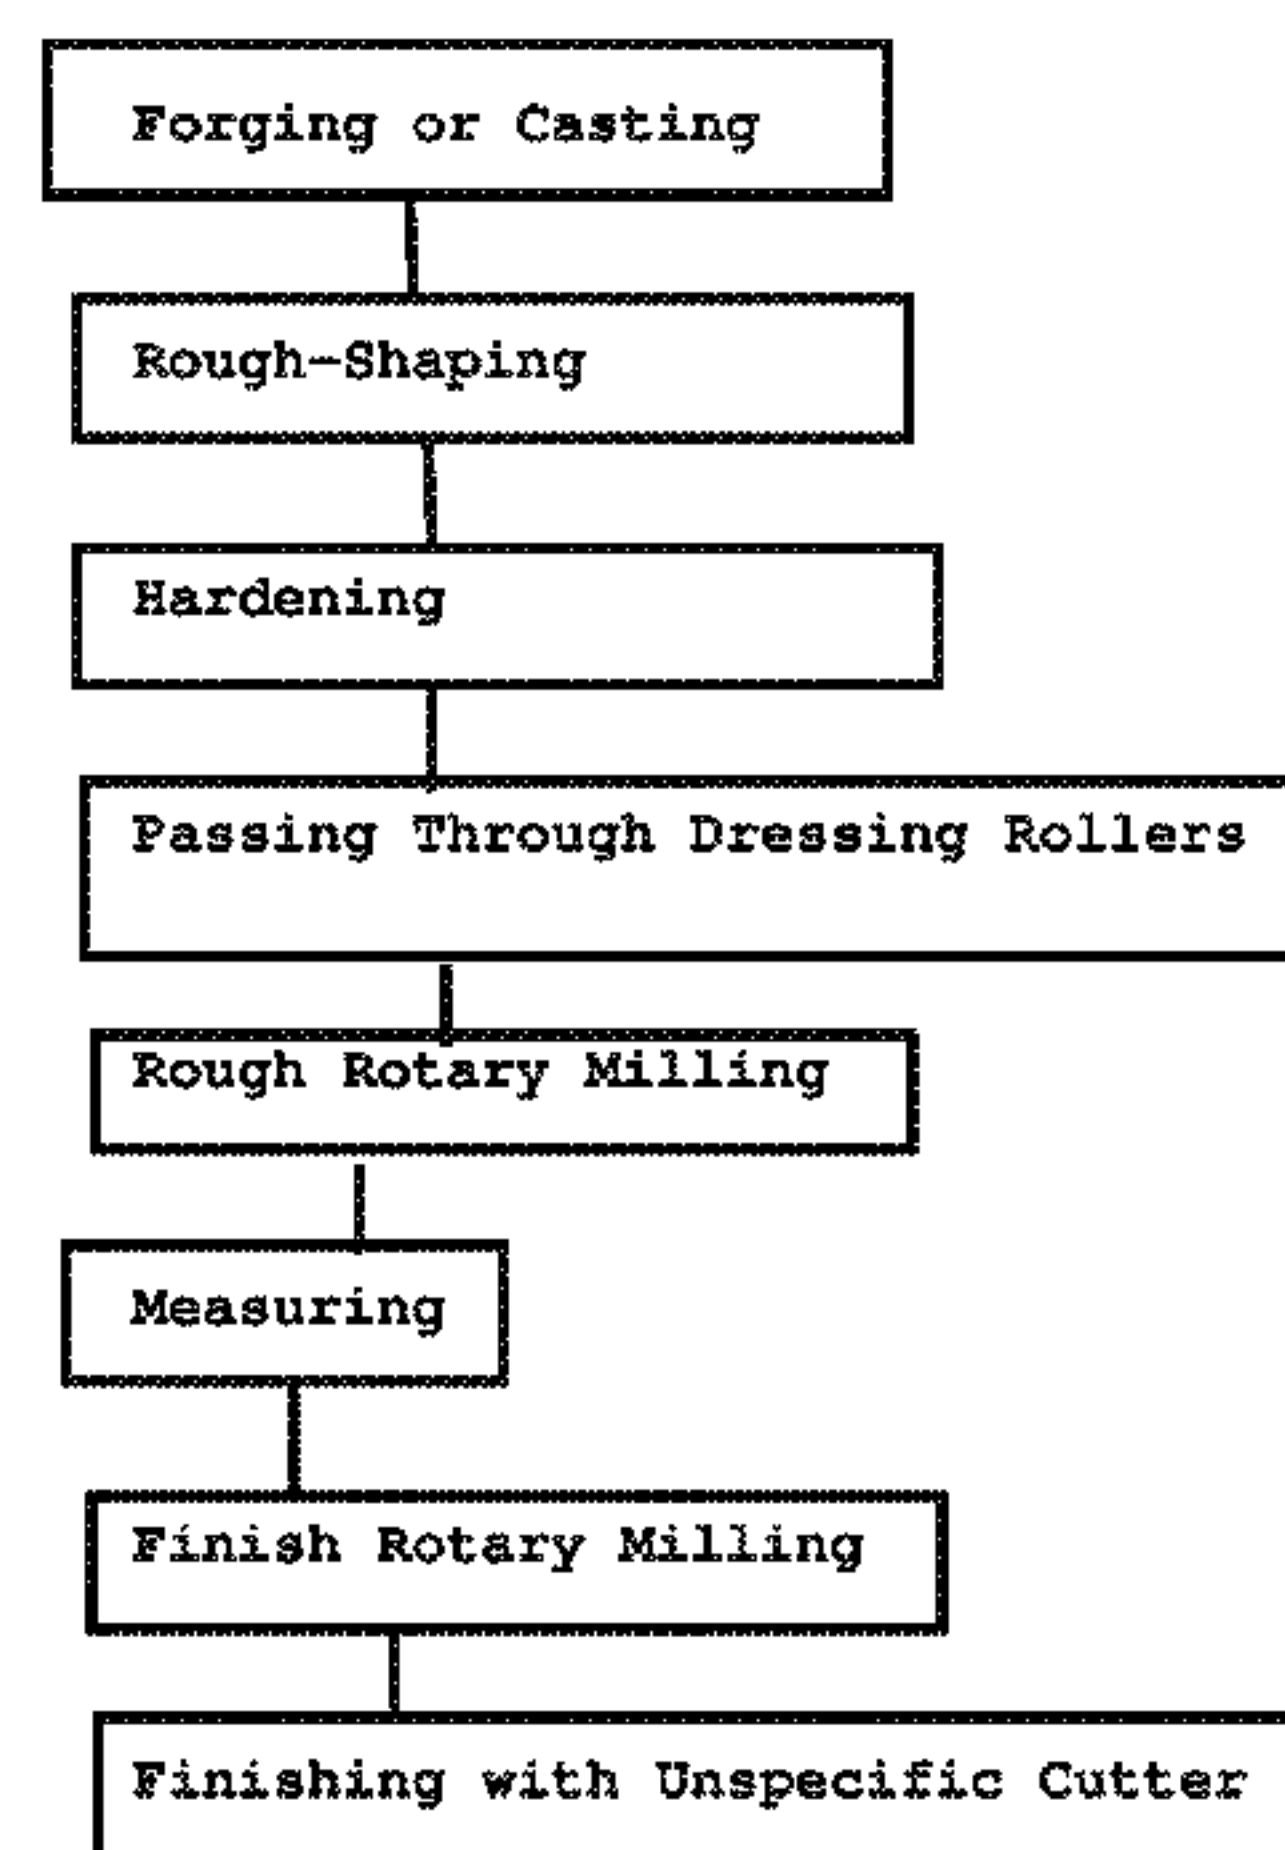 Forging or Casting
Rough-Shaping
Hardening
Passing Through Dressing Rollers
Rough Rotary Milling
Measuring
Finish Rotary Milling
Finishing with Unspecific Cutter